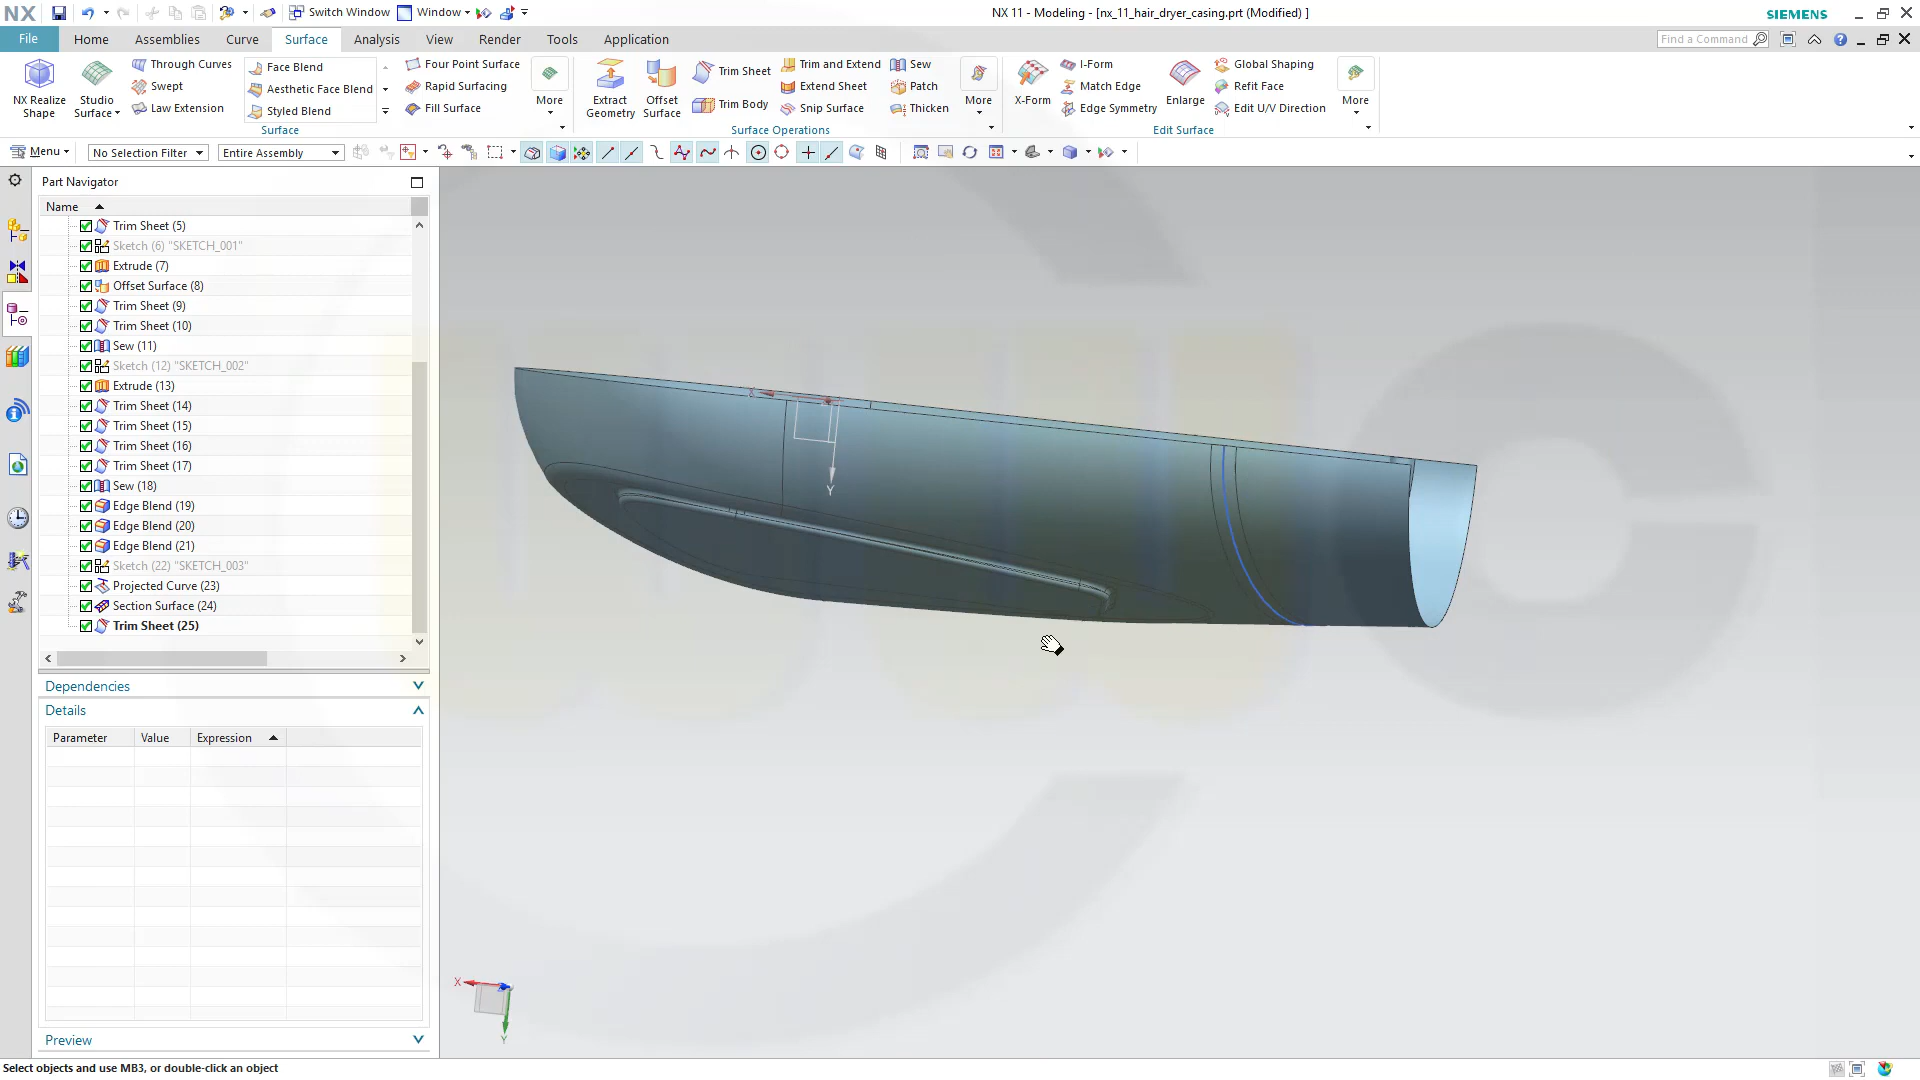 NX
Switch Window
Window
NX 11 - Modeling - [nx_11_hair_dryer_casing.prt (Modified) ]
SIEMENS
File
Home
Assemblies
Curve
Surface
Analysis
View
Render
Tools
Application
Find a Command
NX Realize Shape
Studio Surface
Through Curves
Swept
Law Extension
Face Blend
Aesthetic Face Blend
Styled Blend
Surface
Four Point Surface
Rapid Surfacing
Fill Surface
More
Extract Geometry
Offset Surface
Trim Sheet
Trim Body
Trim and Extend
Extend Sheet
Snip Surface
Sew
Patch
Thicken
More
Surface Operations
X-Form
I-Form
Match Edge
Edge Symmetry
Enlarge
Global Shaping
Refit Face
Edit U/V Direction
More
Edit Surface
Menu
No Selection Filter
Entire Assembly
Part Navigator
Name
Trim Sheet (5)
Sketch (6) "SKETCH_001"
Extrude (7)
Offset Surface (8)
Trim Sheet (9)
Trim Sheet (10)
Sew (11)
Sketch (12) "SKETCH_002"
Extrude (13)
Trim Sheet (14)
Trim Sheet (15)
Trim Sheet (16)
Trim Sheet (17)
Sew (18)
Edge Blend (19)
Edge Blend (20)
Edge Blend (21)
Sketch (22) "SKETCH_003"
Projected Curve (23)
Section Surface (24)
Trim Sheet (25)
Dependencies
Details
Parameter
Value
Expression
Preview
Y
X
Y
Select objects and use MB3, or double-click an object